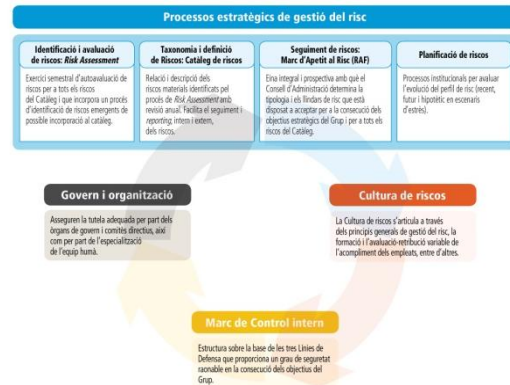 Processos estratègics de gestió del risc
Identificació i avaluació
de riscos: Risk Assessment
Exercici semestral d'autoavaluació de
riscos per a tots els riscos
del Catàleg i que incorpora un procés
d'identificació de riscos emergents de
possible incorporació al catàleg.
Taxonomia i definició
de Riscos: Catàleg de riscos
Relació i descripció dels
riscos materials identificats pel
procés de Risk Assessment amb
revisió anual. Facilita el seguiment i
reporting, intern i extern,
dels riscos.
Seguiment de riscos:
Marc d'Apetit al Risc (RAF)
Eina integral i prospectiva amb què el
Consell d'Administració determina la
tipologia i els llindars de risc que està
disposat a acceptar per a la consecució dels
objectius estratègics del Grup i per a tots els
riscos del Catàleg.
Planificació de riscos
Processos institucionals per avaluar
l'evolució del perfil de risc (recent,
futur i hipotètic en escenaris
d'estrès).
Govern i organització
Asseguren la tutela adequada per part dels
òrgans de govern i comitès directius, així
com per part de l'especialització
de l'equip humà.
Cultura de riscos
La Cultura de riscos s'articula a través
dels principis generals de gestió del risc, la
formació i l'avaluació-retribució variable de
l'acompliment dels empleats, entre d'altres.
Marc de Control intern
Estructura sobre la base de les tres Línies de
Defensa que proporciona un grau de seguretat
raonable en la consecució dels objectius del
Grup.